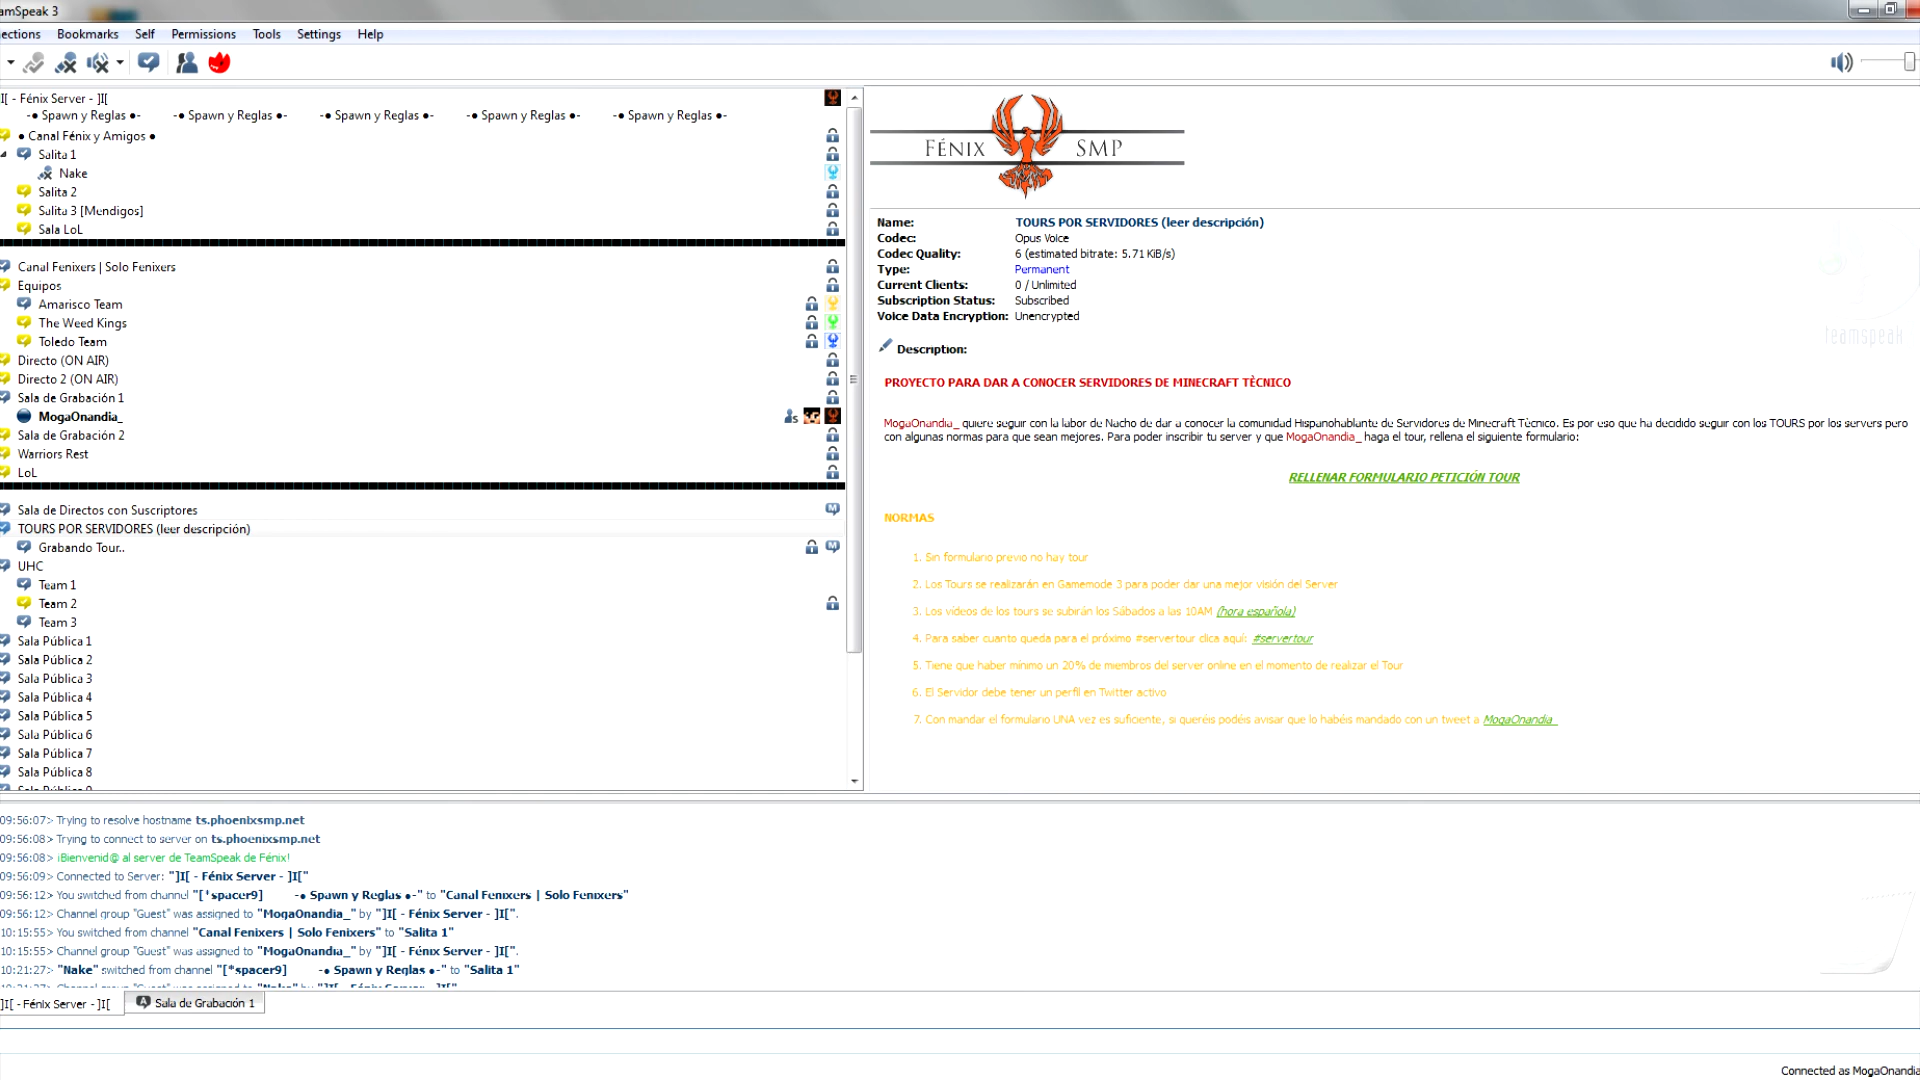 amSpeak 3
ections Bookmarks Self Permissions Tools Settings Help
]I[ - Fénix Server - ]I[
-● Spawn y Reglas ●- -● Spawn y Reglas ●- -● Spawn y Reglas ●- -● Spawn y Reglas ●- -● Spawn y Reglas ●-
● Canal Fénix y Amigos ●
Salita 1
Nake
Salita 2
Salita 3 [Mendigos]
Sala LoL
Canal Fenixers | Solo Fenixers
Equipos
Amarisco Team
The Weed Kings
Toledo Team
Directo (ON AIR)
Directo 2 (ON AIR)
Sala de Grabación 1
MogaOnandia_
Sala de Grabación 2
Warriors Rest
LoL
Sala de Directos con Suscriptores
TOURS POR SERVIDORES (leer descripción)
Grabando Tour..
UHC
Team 1
Team 2
Team 3
Sala Pública 1
Sala Pública 2
Sala Pública 3
Sala Pública 4
Sala Pública 5
Sala Pública 6
Sala Pública 7
Sala Pública 8
Sala Pública 9
FÉNIX SMP
Name: TOURS POR SERVIDORES (leer descripción)
Codec: Opus Voice
Codec Quality: 6 (estimated bitrate: 5.71 KiB/s)
Type: Permanent
Current Clients: 0 / Unlimited
Subscription Status: Subscribed
Voice Data Encryption: Unencrypted
teamspeak
Description:
PROYECTO PARA DAR A CONOCER SERVIDORES DE MINECRAFT TÈCNICO
MogaOnandia_ quiere seguir con la labor de Nacho de dar a conocer la comunidad Hispanohablante de Servidores de Minecraft Tècnico. Es por eso que ha decidido seguir con los TOURS por los servers pero
con algunas normas para que sean mejores. Para poder inscribir tu server y que MogaOnandia_ haga el tour, rellena el siguiente formulario:
RELLENAR FORMULARIO PETICIÓN TOUR
NORMAS
1. Sin formulario previo no hay tour
2. Los Tours se realizarán en Gamemode 3 para poder dar una mejor visión del Server
3. Los vídeos de los tours se subirán los Sábados a las 10AM (hora española)
4. Para saber cuanto queda para el próximo #servertour clica aquí: #servertour
5. Tiene que haber mínimo un 20% de miembros del server online en el momento de realizar el Tour
6. El Servidor debe tener un perfil en Twitter activo
7. Con mandar el formulario UNA vez es suficiente, si queréis podéis avisar que lo habéis mandado con un tweet a MogaOnandia_
09:56:07> Trying to resolve hostname ts.phoenixsmp.net
09:56:08> Trying to connect to server on ts.phoenixsmp.net
09:56:08> ¡Bienvenid@ al server de TeamSpeak de Fénix!
09:56:09> Connected to Server: "]I[ - Fénix Server - ]I["
09:56:12> You switched from channel "[*spacer9] -● Spawn y Reglas ●-" to "Canal Fenixers | Solo Fenixers"
09:56:12> Channel group "Guest" was assigned to "MogaOnandia_" by "]I[ - Fénix Server - ]I[".
10:15:55> You switched from channel "Canal Fenixers | Solo Fenixers" to "Salita 1"
10:15:55> Channel group "Guest" was assigned to "MogaOnandia_" by "]I[ - Fénix Server - ]I[".
10:21:27> "Nake" switched from channel "[*spacer9] -● Spawn y Reglas ●-" to "Salita 1"
10:21:27> Channel group "Guest" was assigned to "Nake" by "]I[ - Fénix Server - ]I[".
]I[ - Fénix Server - ]I[ Sala de Grabación 1
Connected as MogaOnandia